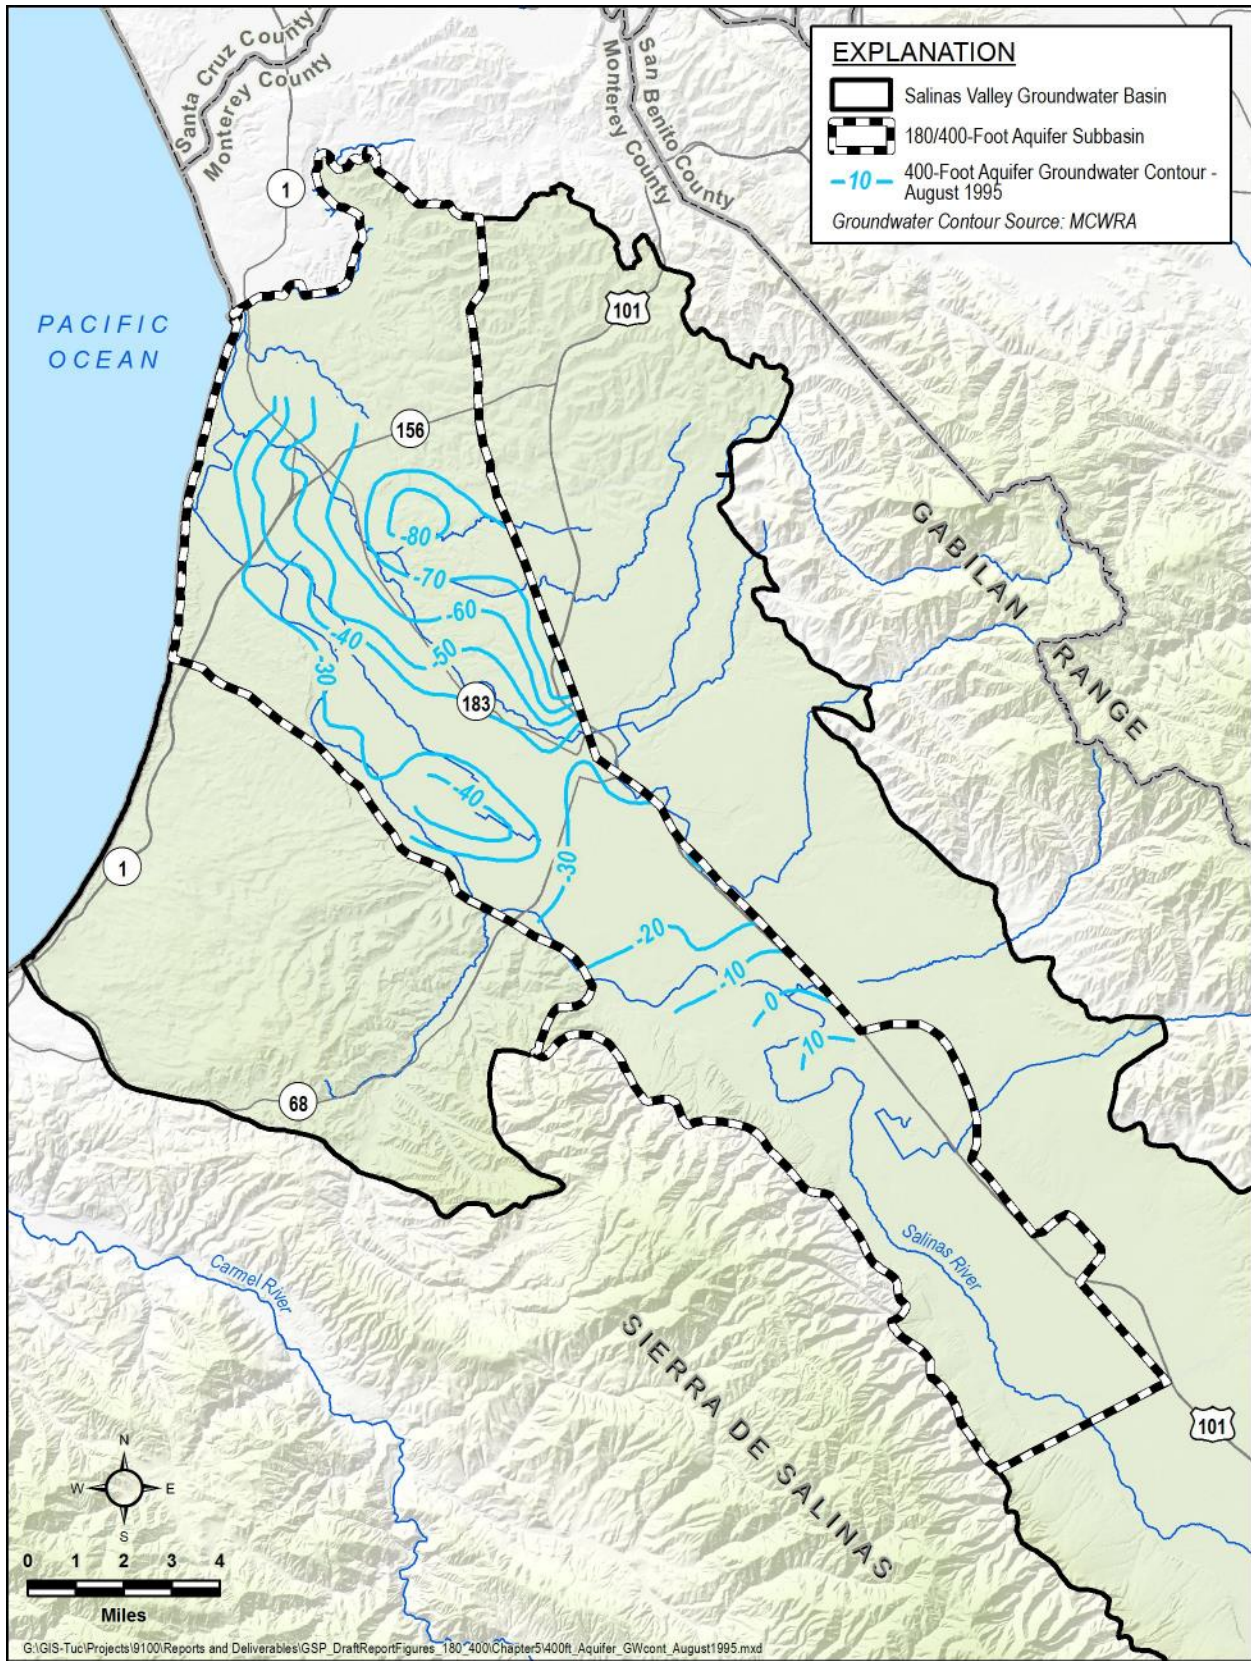 EXPLANATION
Salinas Valley Groundwater Basin
180/400-Foot Aquifer Subbasin
-10-
400-Foot Aquifer Groundwater Contour -
August 1995
Groundwater Contour Source: MCWRA
Santa Cruz County
Monterey County
San Benito County
Monterey County
1
101
PACIFIC
OCEAN
156
GABILAN
RANGE
-80
-70
-60
-50
-40
-30
183
-40
-30
1
-20
-10
0
10
68
Salinas River
Carmel River
SIERRA DE SALINAS
101
N
W
E
S
0 1 2 3 4
Miles
G:\GIS-Tuc\Projects\9100\Reports and Deliverables\GSP_DraftReportFigures_180_400\Chapter5\400ft_Aquifer_GWcont_August1995.mxd